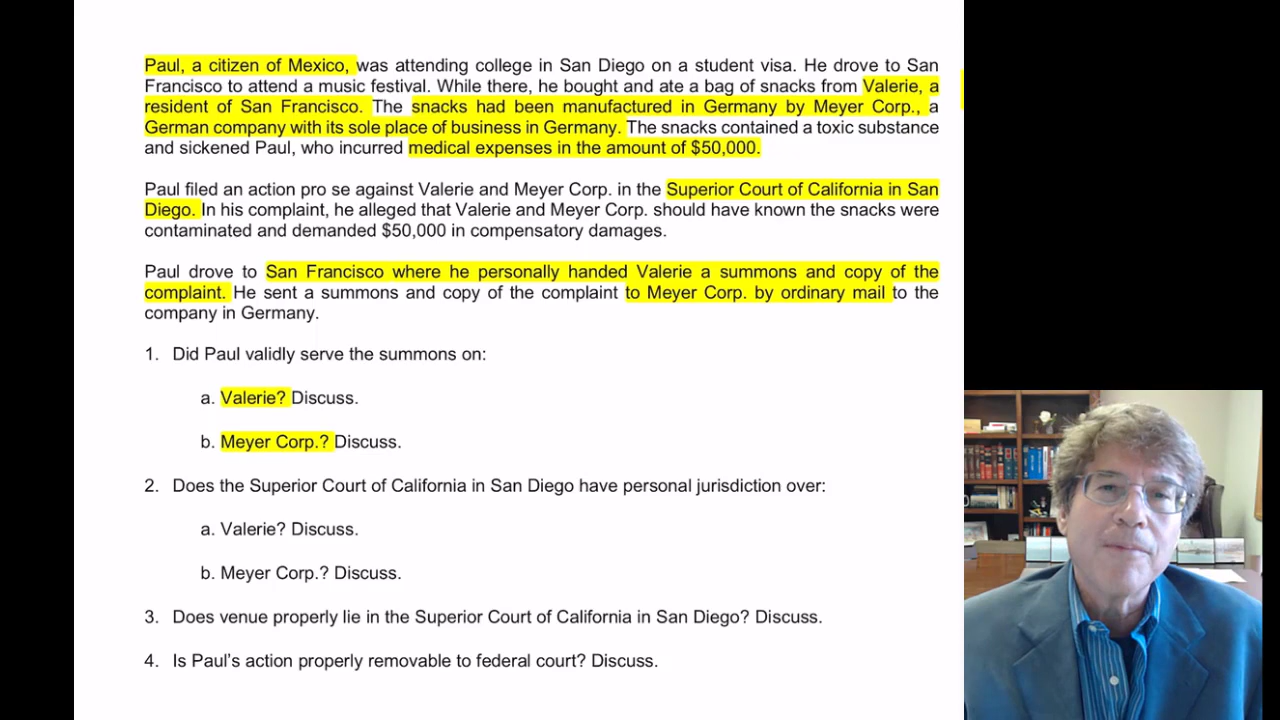 Paul, a citizen of Mexico, was attending college in San Diego on a student visa. He drove to San
Francisco to attend a music festival. While there, he bought and ate a bag of snacks from Valerie, a
resident of San Francisco. The snacks had been manufactured in Germany by Meyer Corp., a
German company with its sole place of business in Germany. The snacks contained a toxic substance
and sickened Paul, who incurred medical expenses in the amount of $50,000.
Paul filed an action pro se against Valerie and Meyer Corp. in the Superior Court of California in San
Diego. In his complaint, he alleged that Valerie and Meyer Corp. should have known the snacks were
contaminated and demanded $50,000 in compensatory damages.
Paul drove to San Francisco where he personally handed Valerie a summons and copy of the
complaint. He sent a summons and copy of the complaint to Meyer Corp. by ordinary mail to the
company in Germany.
1. Did Paul validly serve the summons on:
a. Valerie? Discuss.
b. Meyer Corp.? Discuss.
2. Does the Superior Court of California in San Diego have personal jurisdiction over:
a. Valerie? Discuss.
b. Meyer Corp.? Discuss.
3. Does venue properly lie in the Superior Court of California in San Diego? Discuss.
4. Is Paul's action properly removable to federal court? Discuss.